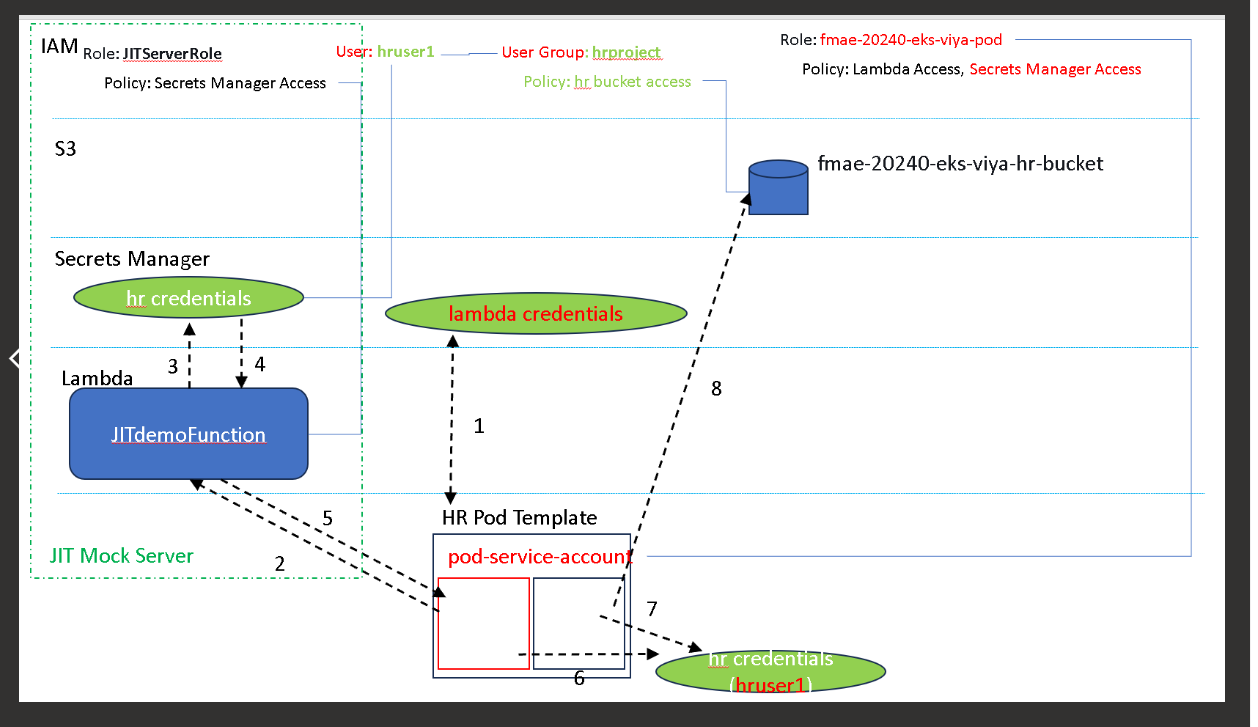 IAM
Role: JITServerRole
Policy: Secrets Manager Access
User: hruser1
User Group: hrproject
Policy: hr bucket access
Role: fmae-20240-eks-viya-pod
Policy: Lambda Access, Secrets Manager Access
S3
fmae-20240-eks-viya-hr-bucket
Secrets Manager
hr credentials
lambda credentials
3
4
Lambda
JITdemoFunction
1
8
5
2
JIT Mock Server
HR Pod Template
pod-service-account
7
6
hr credentials
(hruser1)